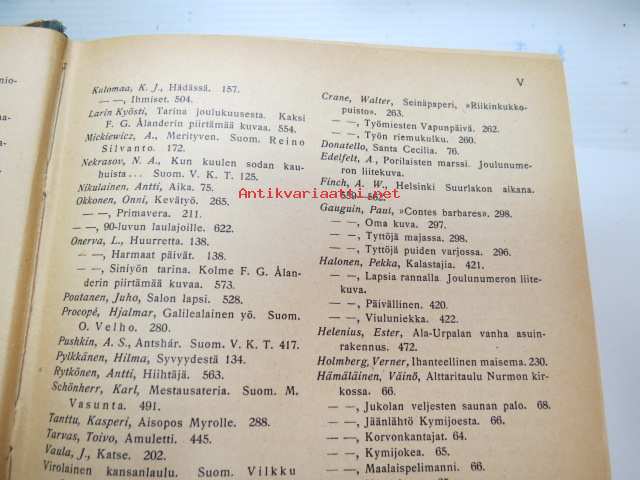 nio-
V
Kulomaa, K. J., Hädässä. 157.
— —, Ihmiset. 504.
Larin Kyösti, Tarina joulukuusesta. Kaksi
F. G. Ålanderin piirtämää kuvaa. 554.
Mickiewicz, A., Merityven. Suom. Reino
Silvanto. 172.
Nekrasov, N. A., Kun kuulen sodan kau-
huista... Suom. V. K. T. 125.
Nikulainen, Antti, Aika. 75.
Okkonen, Onni, Kevätyö. 265.
— —, Primavera. 211.
— —, 90-luvun laulajoille. 622.
Onerva, L., Huurretta. 138.
— —, Harmaat päivät. 138.
— —, Siniyön tarina. Kolme F. G. Ålan-
derin piirtämää kuvaa. 573.
Poutanen, Juho, Salon lapsi. 528.
Procopé, Hjalmar, Galilealainen yö. Suom.
O. Velho. 280.
Pushkin, A. S., Antshár. Suom. V. K. T. 417.
Pylkkänen, Hilma, Syvyydestä 134.
Rytkönen, Antti, Hiihtäjä. 563.
Schönherr, Karl, Mestausateria. Suom. M.
Vasunta. 491.
Tanttu, Kasperi, Aisopos Myrolle. 288.
Tarvas, Toivo, Amuletti. 445.
Vaula, J., Katse. 202.
Virolainen kansanlaulu. Suom. Vilkku
Crane, Walter, Seinäpaperi, »Riikinkukko-
puisto». 263.
— —, Työmiesten Vapunpäivä. 262.
— —, Työn riemukulku. 260.
Donatello, Santa Cecilia. 76.
Edelfelt, A., Porilaisten marssi. Joulunume-
ron liitekuva.
Finch, A. W., Helsinki Suurlakon aikana.
559—562.
Gauguin, Paul, »Contes barbares». 298.
— —, Oma kuva. 297.
— —, Tyttöjä majassa. 298.
— —, Tyttöjä puiden varjossa. 296.
Halonen, Pekka, Kalastajia. 421.
— —, Lapsia rannalla Joulunumeron liite-
kuva.
— —, Päivällinen. 420.
— —, Viuluniekka. 422.
Helenius, Ester, Ala-Urpalan vanha asuin-
rakennus. 472.
Holmberg, Verner, Ihanteellinen maisema. 230.
Hämäläinen, Väinö, Alttaritaulu Nurmon kir-
kossa. 66.
— —, Jukolan veljesten saunan palo. 68.
— —, Jäänlähtö Kymijoesta. 66.
— —, Korvonkantajat. 64.
— —, Kymijokea. 65.
— —, Maalaispelimanni. 66.
Antikvariaatti.net